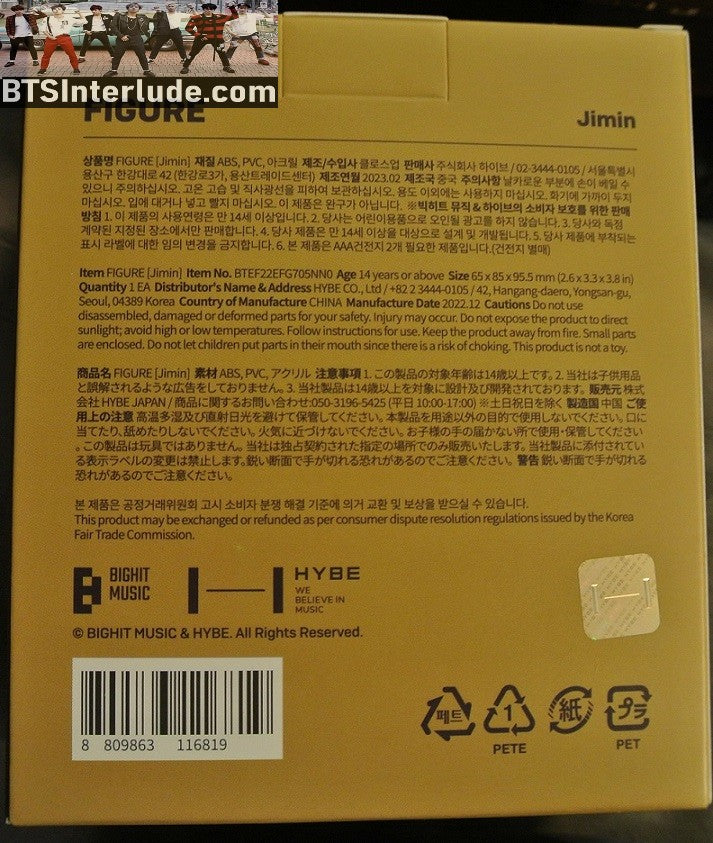 BTSInterlude.com
FIGURE
Jimin
상품명 FIGURE [Jimin] 재질 ABS, PVC, 아크릴 제조/수입사 클로스업 판매사 주식회사 하이브 / 02-3444-0105 / 서울특별시
용산구 한강대로 42 (한강로3가, 용산트레이드센터) 제조연월 2023.02 제조국 중국 주의사항 날카로운 부분에 손이 베일 수
있으니 주의하십시오. 고온 고습 및 직사광선을 피하여 보관하십시오. 용도 이외에는 사용하지 마십시오. 화기에 가까이 두지
마십시오. 입에 대거나 넣고 빨지 마십시오. 이 제품은 완구가 아닙니다. ※빅히트 뮤직 & 하이브의 소비자 보호를 위한 판매
방침 1. 이 제품의 사용연령은 만 14세 이상입니다. 2. 당사는 어린이용품으로 오인될 광고를 하지 않습니다. 3. 당사와 독점
계약된 지정된 장소에서만 판매합니다. 4. 당사 제품은 만 14세 이상을 대상으로 설계 및 개발됩니다. 5. 당사 제품에 부착되는
표시 라벨에 대한 임의 변경을 금지합니다. 6. 본 제품은 AAA건전지 2개 필요한 제품입니다.(건전지 별매)
Item FIGURE [Jimin] Item No. BTEF22EFG705NN0 Age 14 years or above Size 65 x 85 x 95.5 mm (2.6 x 3.3 x 3.8 in)
Quantity 1 EA Distributor's Name & Address HYBE CO., Ltd / +82 2 3444-0105 / 42, Hangang-daero, Yongsan-gu,
Seoul, 04389 Korea Country of Manufacture CHINA Manufacture Date 2022.12 Cautions Do not use
disassembled, damaged or deformed parts for your safety. Injury may occur. Do not expose the product to direct
sunlight; avoid high or low temperatures. Follow instructions for use. Keep the product away from fire. Small parts
are enclosed. Do not let children put parts in their mouth since there is a risk of choking. This product is not a toy.
商品名 FIGURE [Jimin] 素材 ABS, PVC, アクリル 注意事項 1. この製品の対象年齢は14歳以上です。2. 当社は子供用品
と誤解されるような広告をしておりません。3. 当社製品は14歳以上を対象に設計及び開発されております。販売元 株式
会社 HYBE JAPAN / 商品に関するお問い合わせ:050-3196-5425 (平日 10:00-17:00) ※土日祝日を除く 製造国 中国 ご使
用上の注意 高温多湿及び直射日光を避けて保管してください。本製品を用途以外の目的で使用しないでください。口に
当てたり、舐めたりしないでください。火気に近づけないでください。お子様の手の届かない所で使用・保管してください
。この製品は玩具ではありません。当社は独占契約された指定の場所でのみ販売いたします。当社製品に添付されてい
る表示ラベルの変更は禁止します。鋭い断面で手が切れる恐れがあるのでご注意ください。警告 鋭い断面で手が切れる
恐れがあるのでご注意ください。
본 제품은 공정거래위원회 고시 소비자 분쟁 해결 기준에 의거 교환 및 보상을 받으실 수 있습니다.
This product may be exchanged or refunded as per consumer dispute resolution regulations issued by the Korea
Fair Trade Commission.
BIGHIT
MUSIC
HYBE
WE
BELIEVE IN
MUSIC
© BIGHIT MUSIC & HYBE. All Rights Reserved.
8 809863 116819
페트
1
PETE
紙
プラ
PET